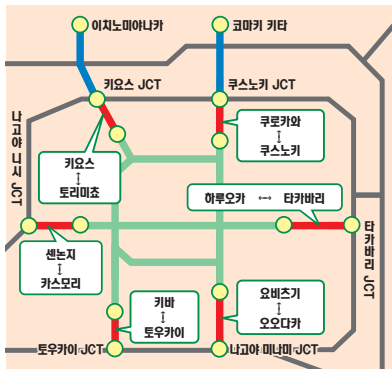 이치노미야나카
코마키 키타
키요스 JCT
쿠스노키 JCT
나고야 니시 JCT
쿠로카와
↕
쿠스노키
키요스
↕
토리미쵸
하루오카 ↔ 타카바리
타카바리 JCT
센논지
↕
카스모리
키바
↕
토우카이
요비츠기
↕
오오다카
토우카이 JCT
나고야 미나미 JCT